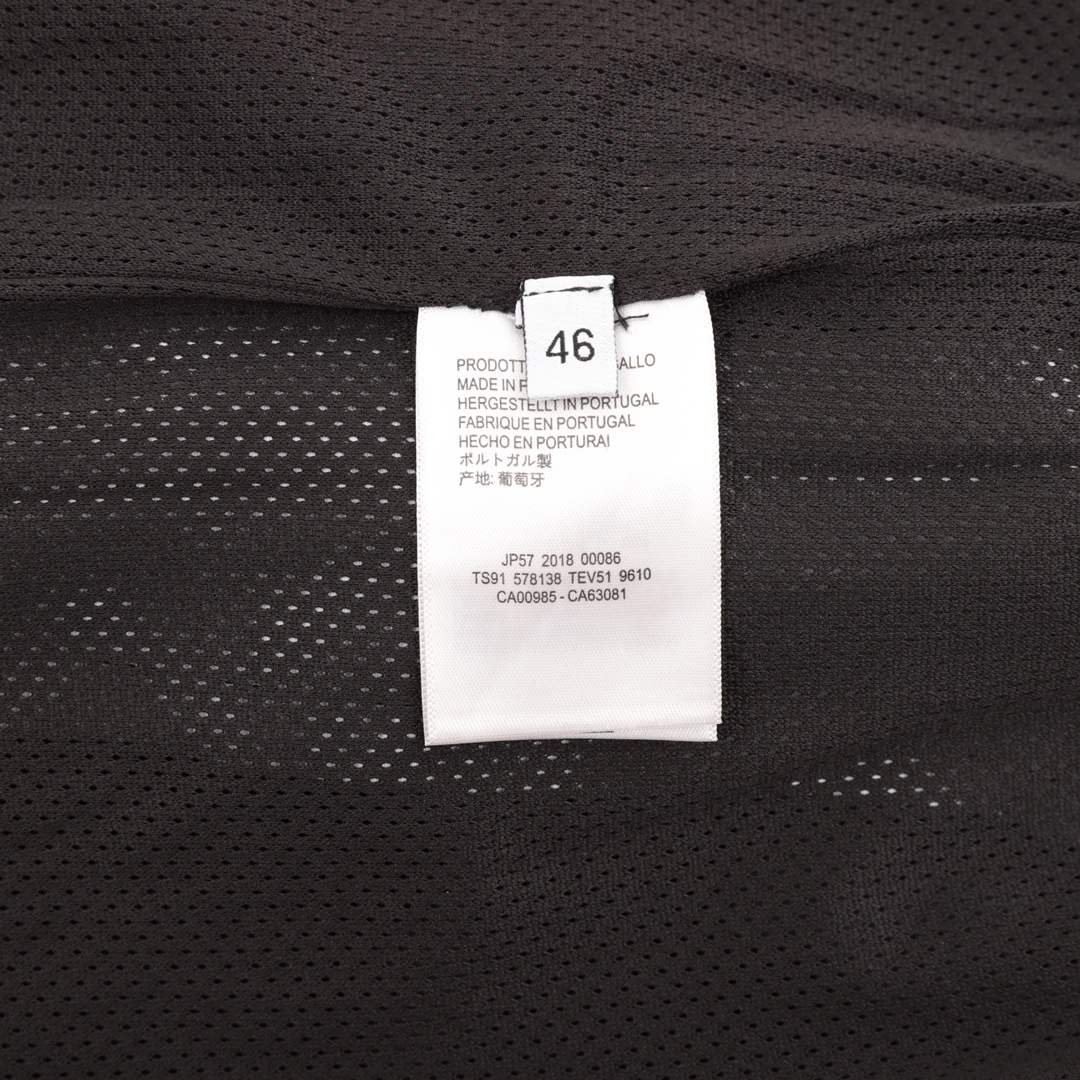 46
PRODOTT ALLO
MADE IN P
HERGESTELLT IN PORTUGAL
FABRIQUE EN PORTUGAL
HECHO EN PORTURAI
ポルトガル製
产地: 葡萄牙
JP57 2018 00086
TS91 578138 TEV51 9610
CA00985 - CA63081